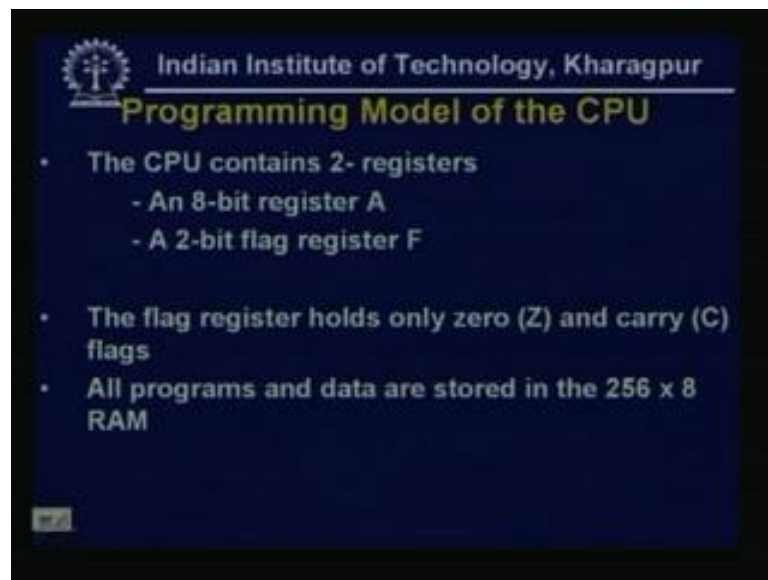 Indian Institute of Technology, Kharagpur
Programming Model of the CPU
• The CPU contains 2- registers
- An 8-bit register A
- A 2-bit flag register F
• The flag register holds only zero (Z) and carry (C)
flags
• All programs and data are stored in the 256 x 8
RAM